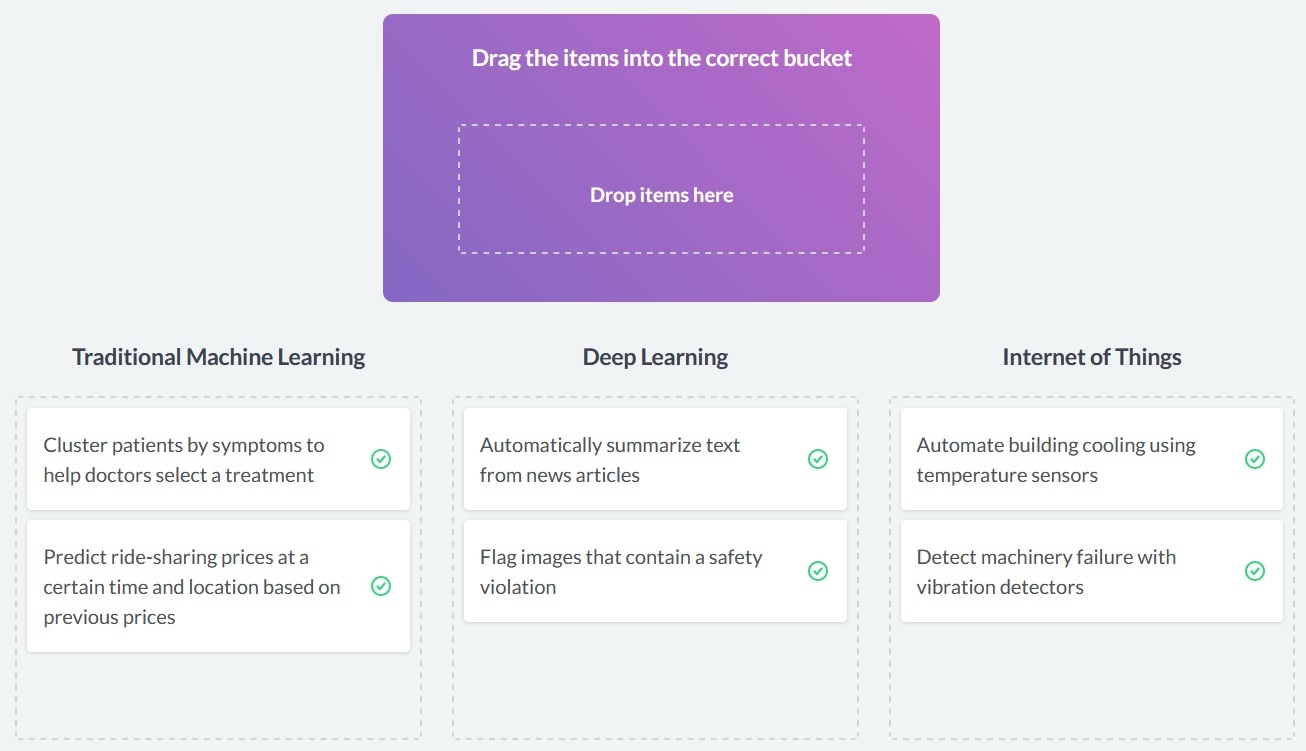 Drag the items into the correct bucket
Drop items here
Traditional Machine Learning
Cluster patients by symptoms to
help doctors select a treatment
Predict ride-sharing prices at a
certain time and location based on
previous prices
Deep Learning
Automatically summarize text
from news articles
Flag images that contain a safety
violation
Internet of Things
Automate building cooling using
temperature sensors
Detect machinery failure with
vibration detectors